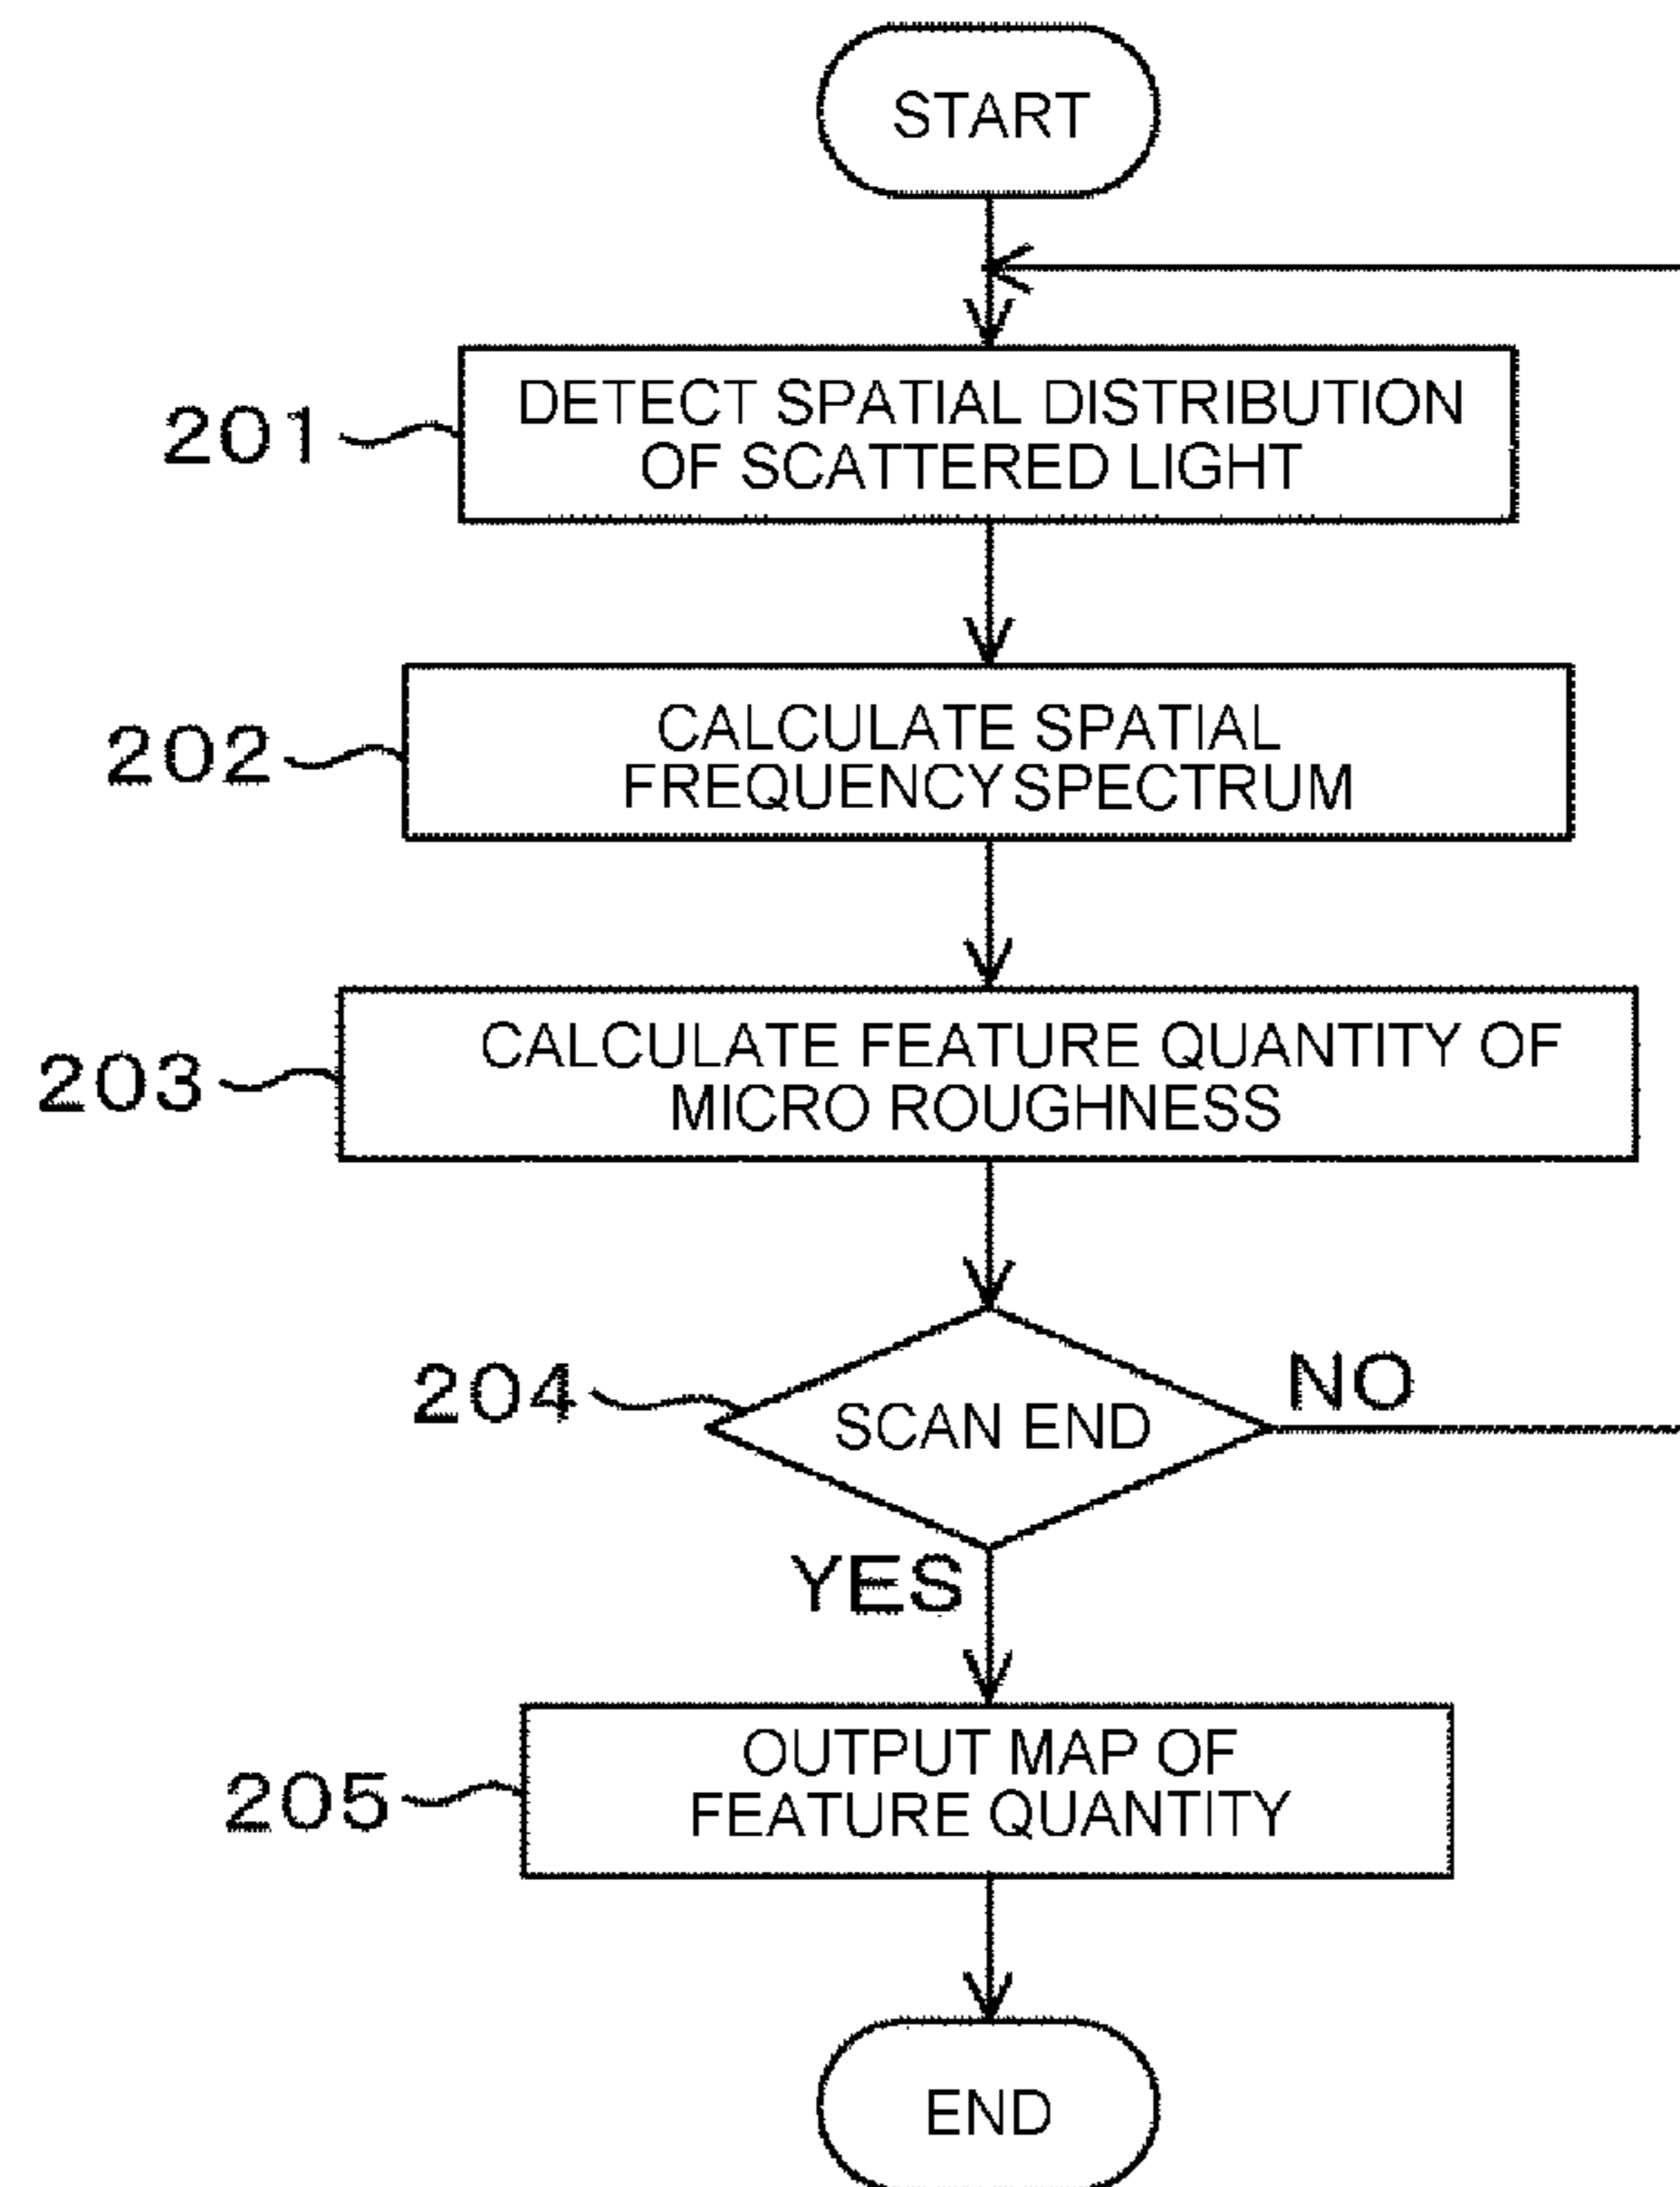 START
201
DETECT SPATIAL DISTRIBUTION
OF SCATTERED LIGHT
202
CALCULATE SPATIAL
FREQUENCY SPECTRUM
203
CALCULATE FEATURE QUANTITY OF
MICRO ROUGHNESS
204
SCAN END
NO
YES
205
OUTPUT MAP OF
FEATURE QUANTITY
END